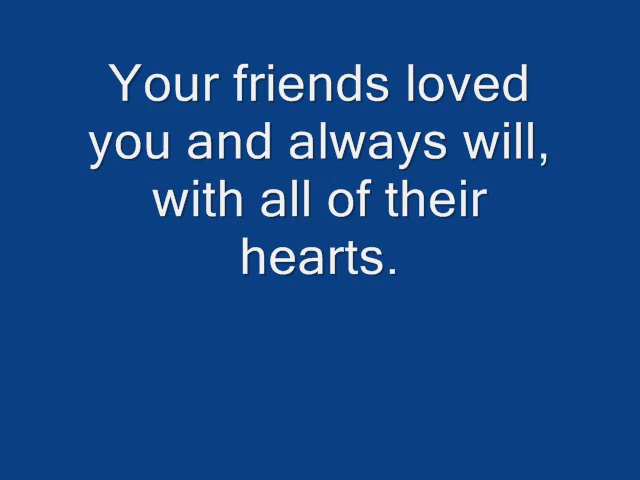 Your friends loved
you and always will,
with all of their
hearts.